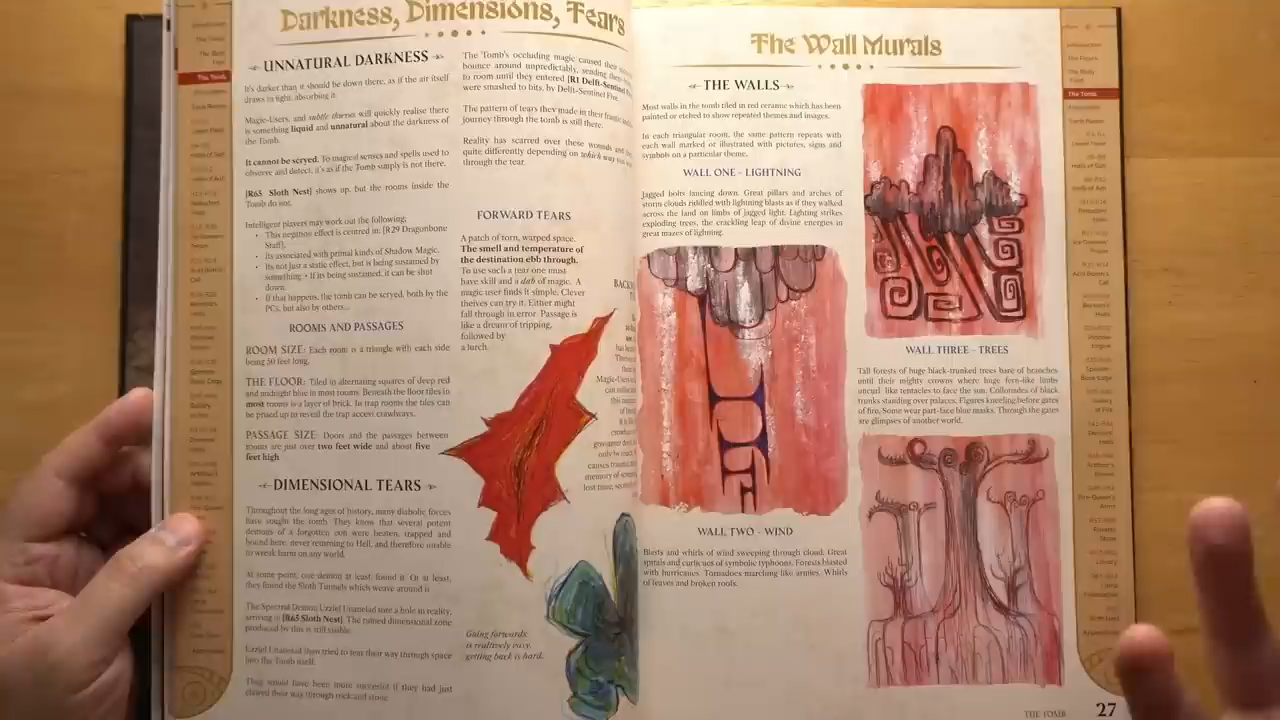 Darkness, Dimensions, Tears
UNNATURAL DARKNESS
It's darker than it should be down there, as if the air itself
draws in light, absorbing it.
Magic-Users, and subtle thieves will quickly realise there
is something liquid and unnatural about the darkness of
the Tomb.
It cannot be scryed. To magical senses and spells used to
observe and detect, it's as if the Tomb simply is not there.
[R65 Sloth Nest] shows up, but the rooms inside the
Tomb do not.
Intelligent players may work out the following.
• This negation effect is centred in: [R29 Dragonbone
Staff].
• Its associated with primal kinds of Shadow Magic.
• Its not just a static effect, but is being sustained by
something - If its being sustained, it can be shut
down.
• If that happens, the tomb can be scryed, both by the
PCs, but also by others...
ROOMS AND PASSAGES
ROOM SIZE: Each room is a triangle with each side
being 50 feet long.
THE FLOOR: Tiled in alternating squares of deep red
and midnight blue in most rooms. Beneath the floor tiles in
most rooms is a layer of brick. In trap rooms the tiles can
be prised up to reveal the trap access crawlways.
PASSAGE SIZE: Doors and the passages between
rooms are just over two feet wide and about five
feet high.
DIMENSIONAL TEARS
Throughout the long ages of history, many diabolic forces
have sought the tomb. They know that several potent
demons of a forgotten eon were beaten, trapped and
bound here, never returning to Hell, and therefore unable
to wreak harm on any world.
At some point, one demon at least, found it. Or at least,
they found the Sloth Tunnels which weave around it.
The Spectral Demon Uzziel Unanelad tore a hole in reality,
arriving in [R65 Sloth Nest]. The ruined dimensional zone
produced by this is still visible.
Uzziel Unanelad then tried to tear their way through space
into the Tomb itself.
They would have been more successful if they had just
clawed their way through rock and stone.
The Tomb's occluding magic caused their
bounce around unpredictably, sending them
to room until they entered [R1 Delft-Sentinel
were smashed to bits, by Delft-Sentinel Five.
The pattern of tears they made in their frantic
journey through the tomb is still there.
Reality has scarred over these wounds and
quite differently depending on which way
through the tear.
FORWARD TEARS
A patch of torn, warped space.
The smell and temperature of
the destination ebb through.
To use such a tear one must
have skill and a dab of magic. A
magic user finds it simple. Clever
theives can try it. Either might
fall through in error. Passage is
like a dream of tripping,
followed by
a lurch.
Going forwards
is realtively easy,
getting back is hard.
The Wall Murals
THE WALLS
Most walls in the tomb tiled in red ceramic which has been
painted or etched to show repeated themes and images.
In each triangular room, the same pattern repeats with
each wall marked or illustrated with pictures, signs and
symbols on a particular theme.
WALL ONE - LIGHTNING
Jagged bolts lancing down. Great pillars and arches of
storm clouds riddled with lightning blasts as if they walked
across the land on limbs of jagged light. Lighting strikes
exploding trees, the crackling leap of divine energies in
great mazes of lighning.
WALL TWO - WIND
Blasts and whirls of wind sweeping through cloud. Great
spirals and curlicues of symbolic typhoons. Forests blasted
with hurricanes. Tornadoes marching like armies. Whirls
of leaves and broken roofs.
WALL THREE - TREES
Tall forests of huge black-trunked trees bare of branches
until their mighty crowns where huge fern-like limbs
uncurl like tentacles to face the sun. Collonades of black
trunks standing over palaces. Figures kneeling before gates
of fire. Some wear part-face blue masks. Through the gates
are glimpses of another world.
The Tomb
THE TOMB 27